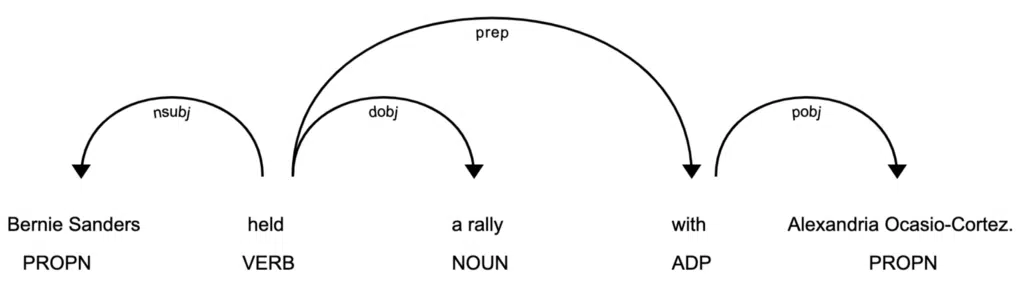 prep
nsubj dobj pobj
Bernie Sanders held a rally with Alexandria Ocasio-Cortez.
PROPN VERB NOUN ADP PROPN